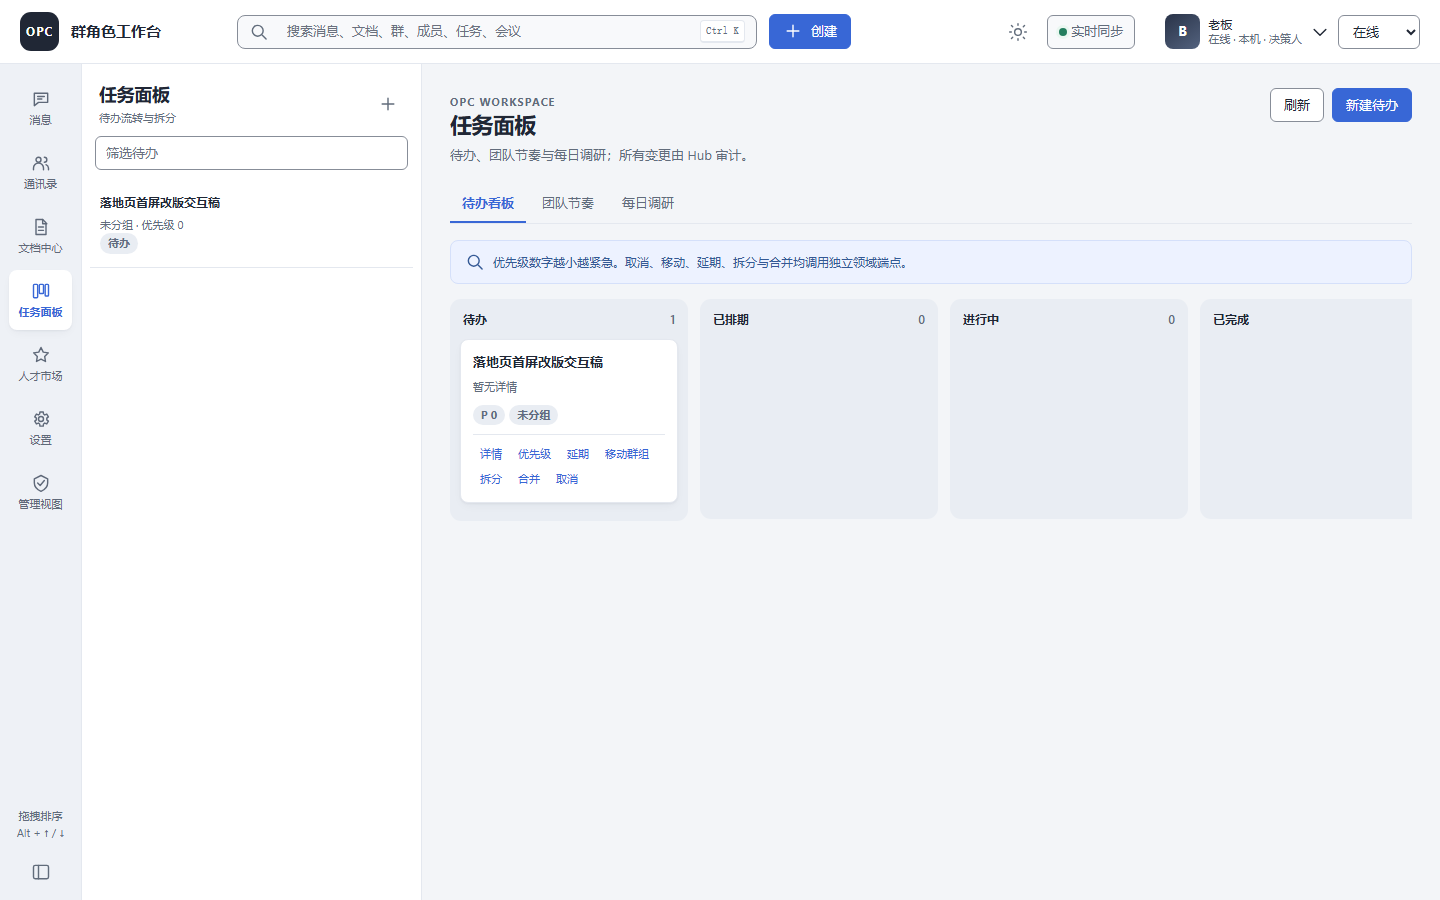 OPC 群角色工作台
搜索消息、文档、群、成员、任务、会议 Ctrl K
创建
实时同步
B
老板
在线 · 本机 · 决策人
在线
消息
通讯录
文档中心
任务面板
人才市场
设置
管理视图
拖拽排序
Alt + ↑ / ↓
任务面板
待办流转与拆分
筛选待办
落地页首屏改版交互稿
未分组 · 优先级 0
待办
OPC WORKSPACE
任务面板
待办、团队节奏与每日调研；所有变更由 Hub 审计。
刷新
新建待办
待办看板 团队节奏 每日调研
优先级数字越小越紧急。取消、移动、延期、拆分与合并均调用独立领域端点。
待办 1
落地页首屏改版交互稿
暂无详情
P 0 未分组
详情 优先级 延期 移动群组
拆分 合并 取消
已排期 0
进行中 0
已完成